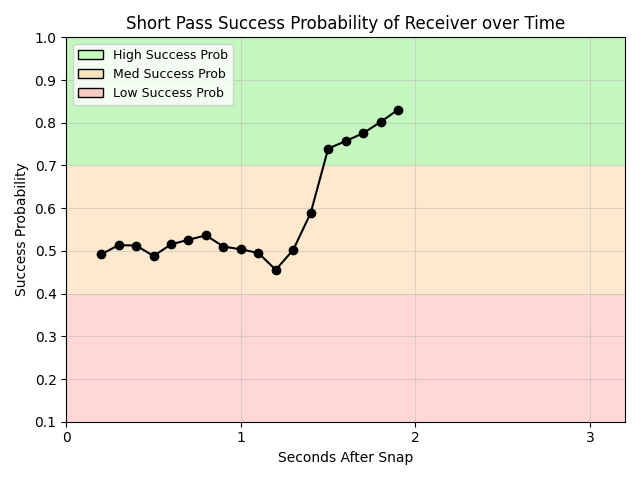 Short Pass Success Probability of Receiver over Time
1.0
High Success Prob
Med Success Prob
Low Success Prob
0.9
0.8
0.7
0.6
0.5
0.4
0.3
0.2
0.1
Success Probability
0 1 2 3
Seconds After Snap